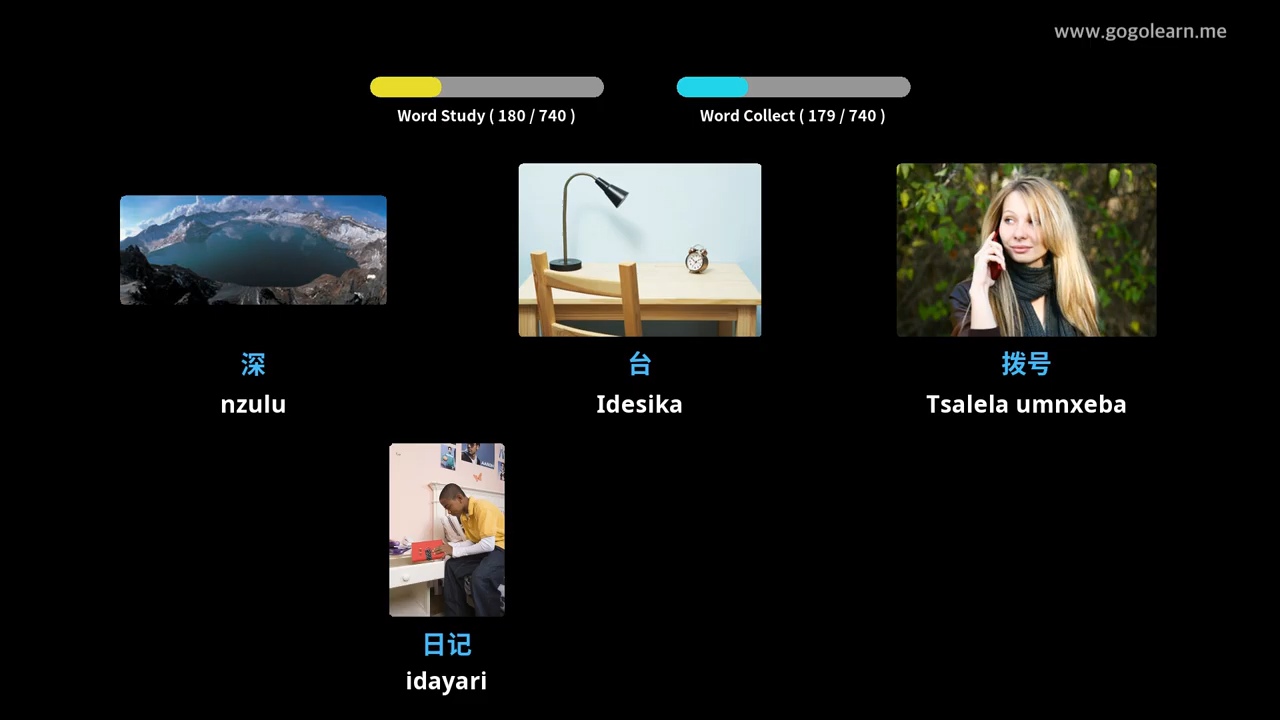 www.gogolearn.me
Word Study ( 180 / 740 )
Word Collect ( 179 / 740 )
深
台
拨号
nzulu
Idesika
Tsalela umnxeba
日记
idayari